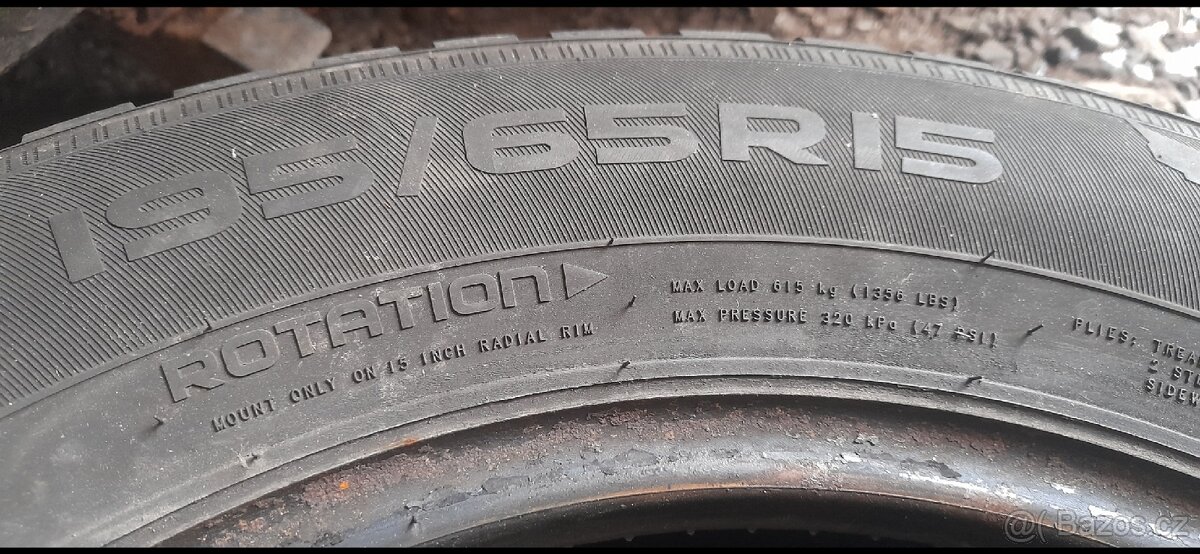 195/65R15
ROTATION
MOUNT ONLY ON 15 INCH RADIAL RIM
MAX LOAD 615 kg (1356 LBS)
MAX PRESSURE 320 kPa (47 PSI)
PLIES: TREA
2 ST
SIDEW
@( Bazos.cz